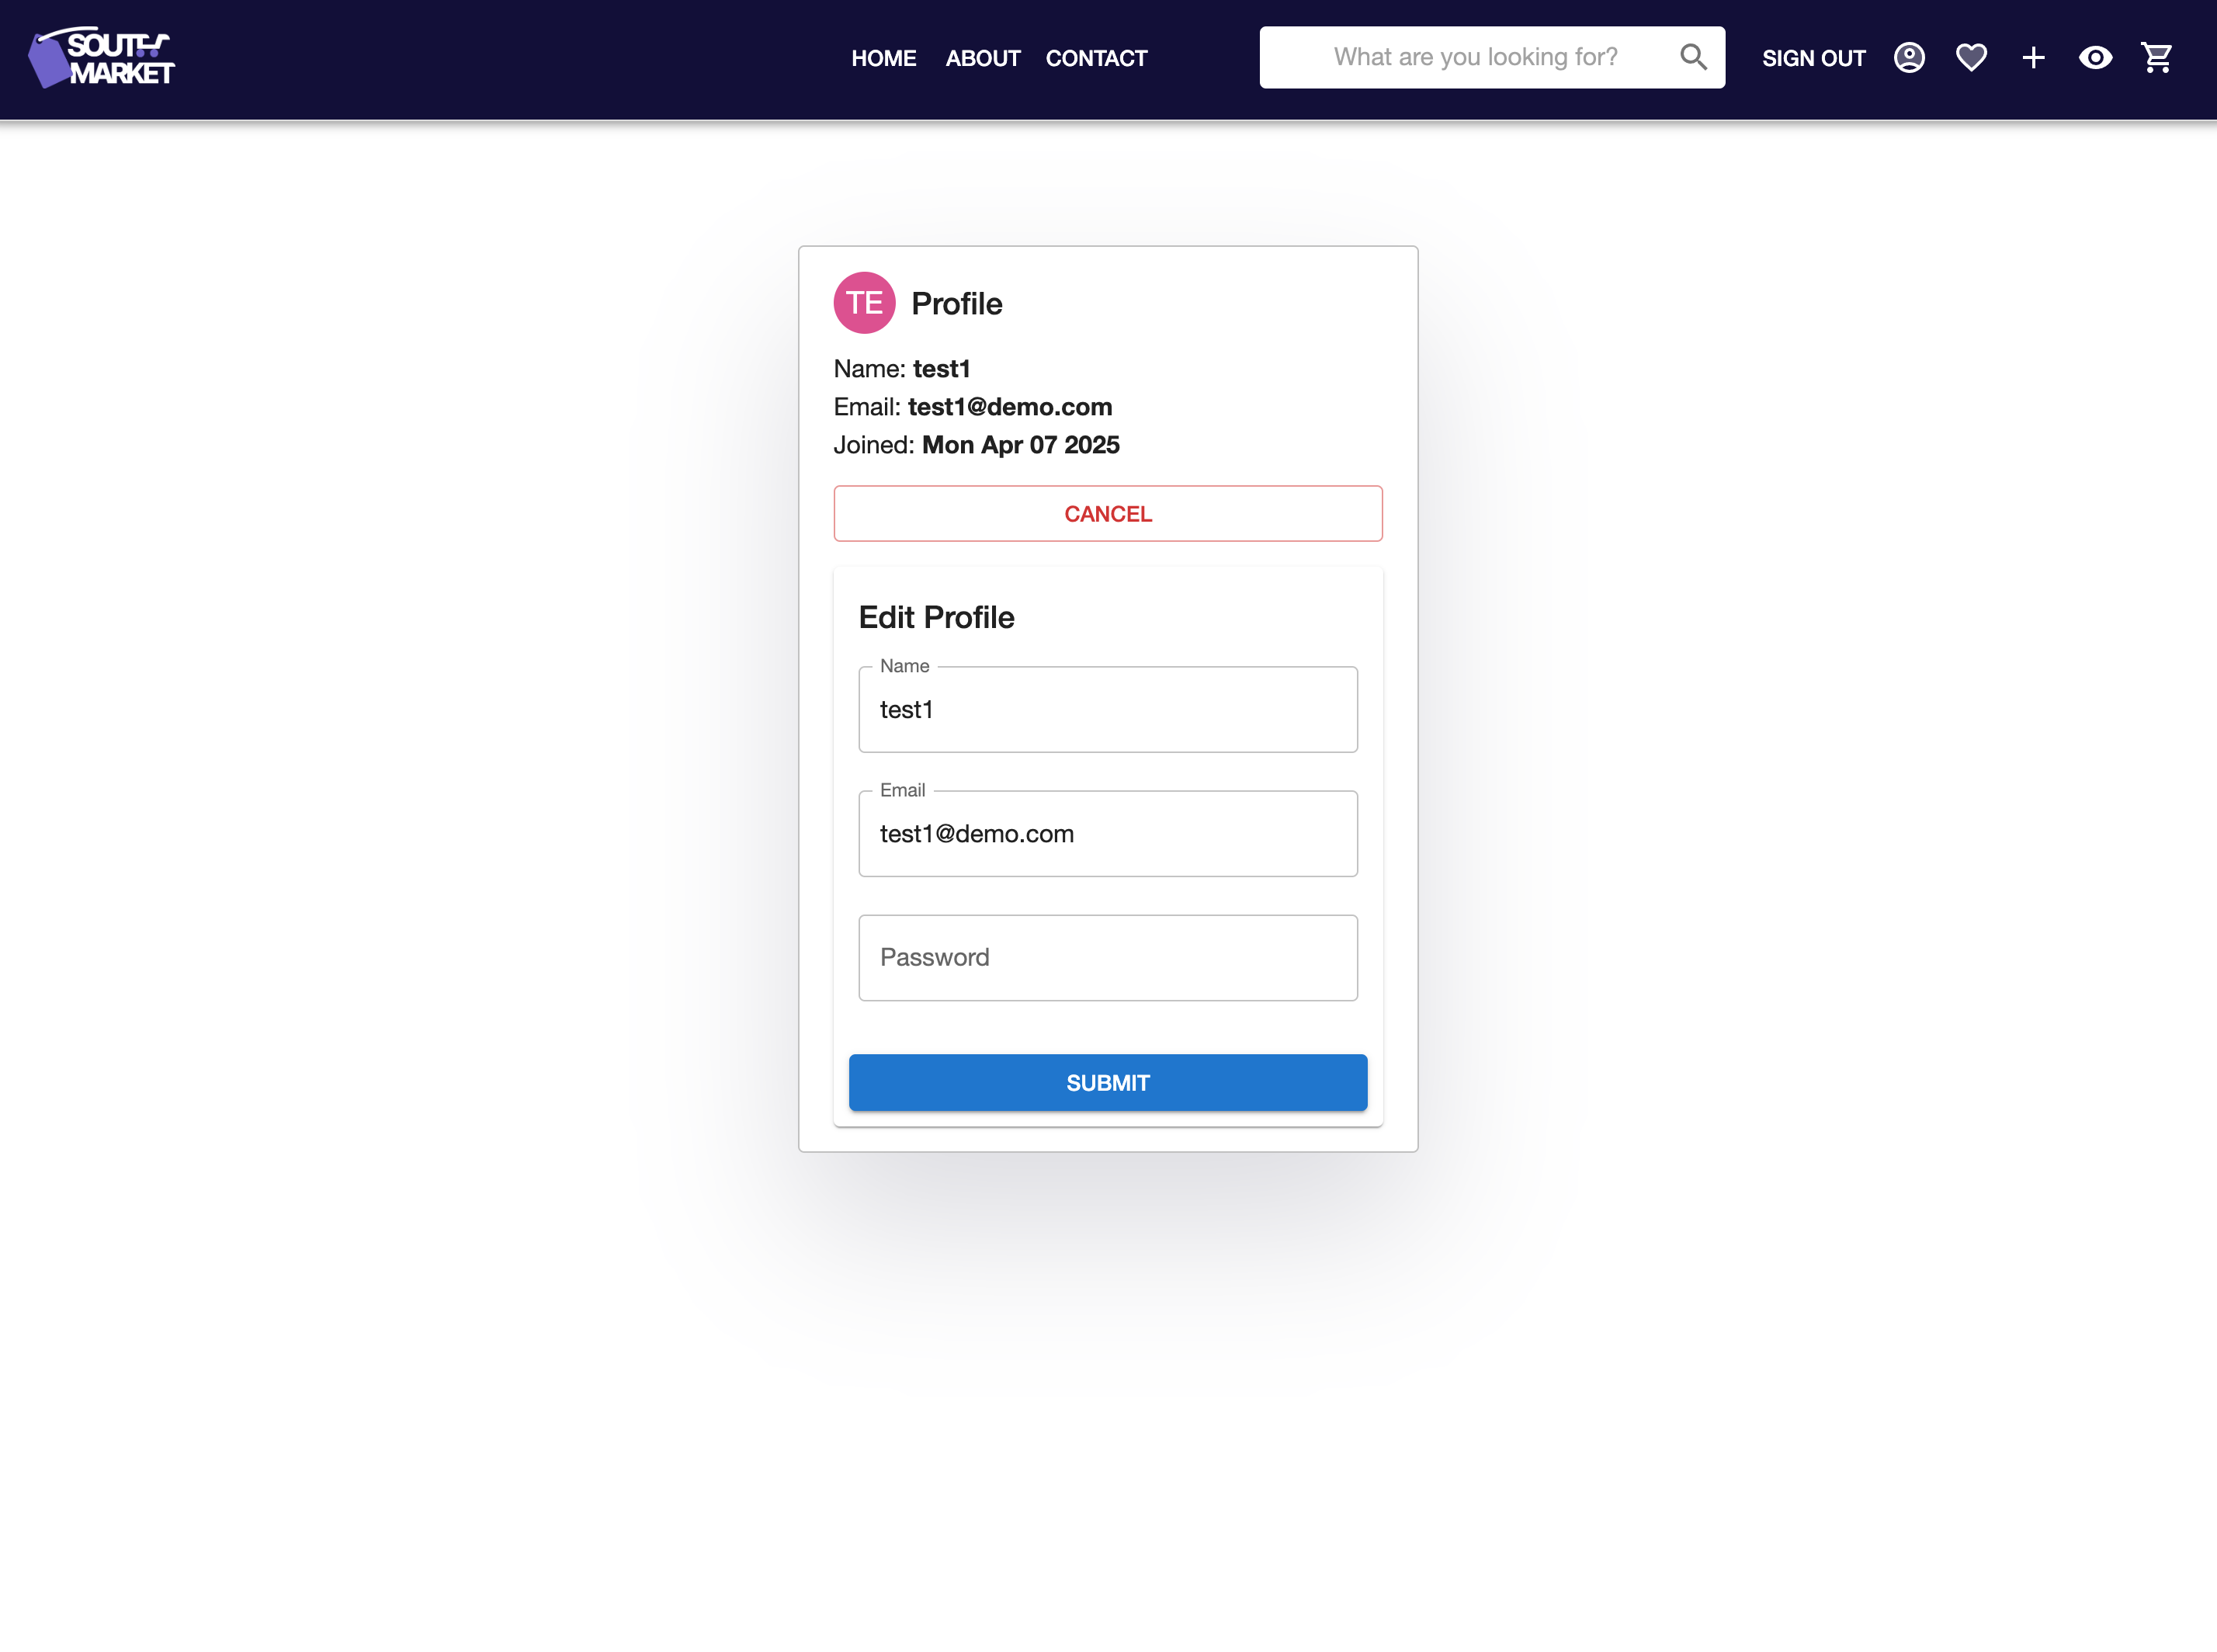 SOUTH
MARKET
HOME ABOUT CONTACT
What are you looking for?
SIGN OUT
TE Profile
Name: test1
Email: test1@demo.com
Joined: Mon Apr 07 2025
CANCEL
Edit Profile
Name
test1
Email
test1@demo.com
Password
SUBMIT